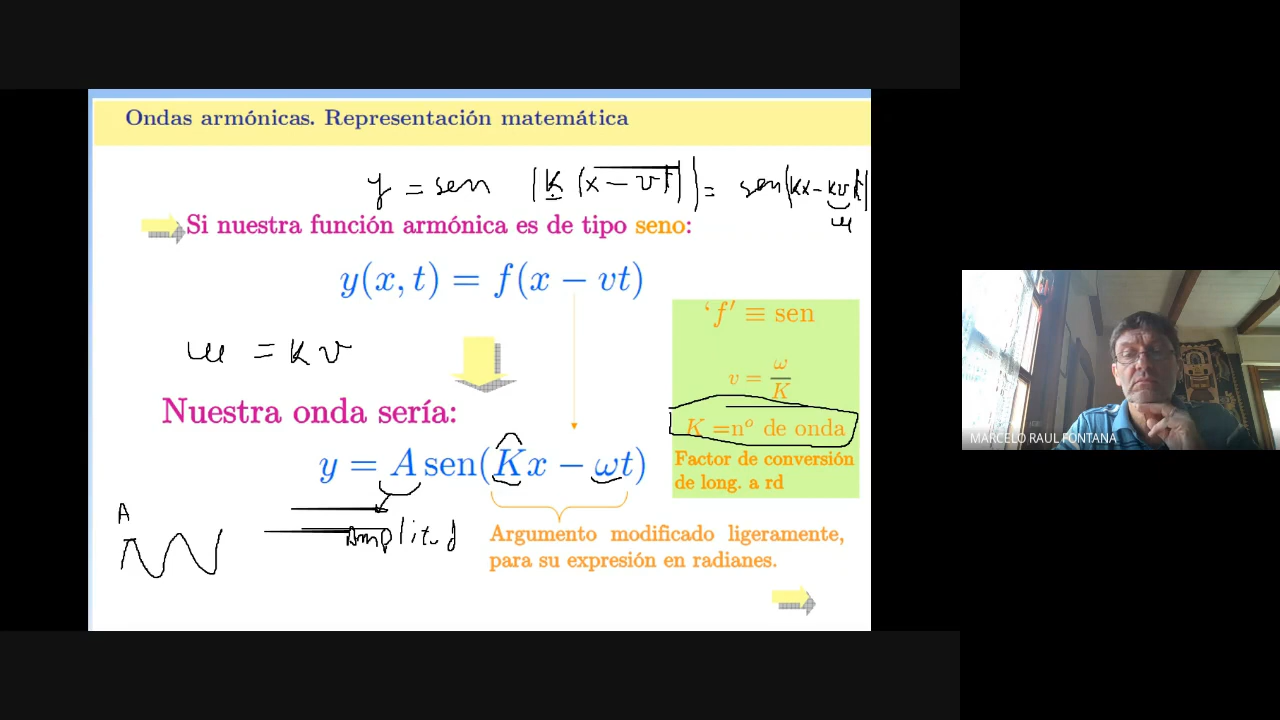 Ondas armónicas. Representación matemática
y = sen [k (x - vt)] = sen(kx - kvt)
ω
Si nuestra función armónica es de tipo seno:
y(x, t) = f(x − vt)
‘f’ ≡ sen
ω = k v
v = ω/K
Nuestra onda sería:
K =nº de onda
y = A sen(Kx − ωt)
Factor de conversión
de long. a rd
A
Amplitud
Argumento modificado ligeramente,
para su expresión en radianes.
MARCELO RAUL FONTANA